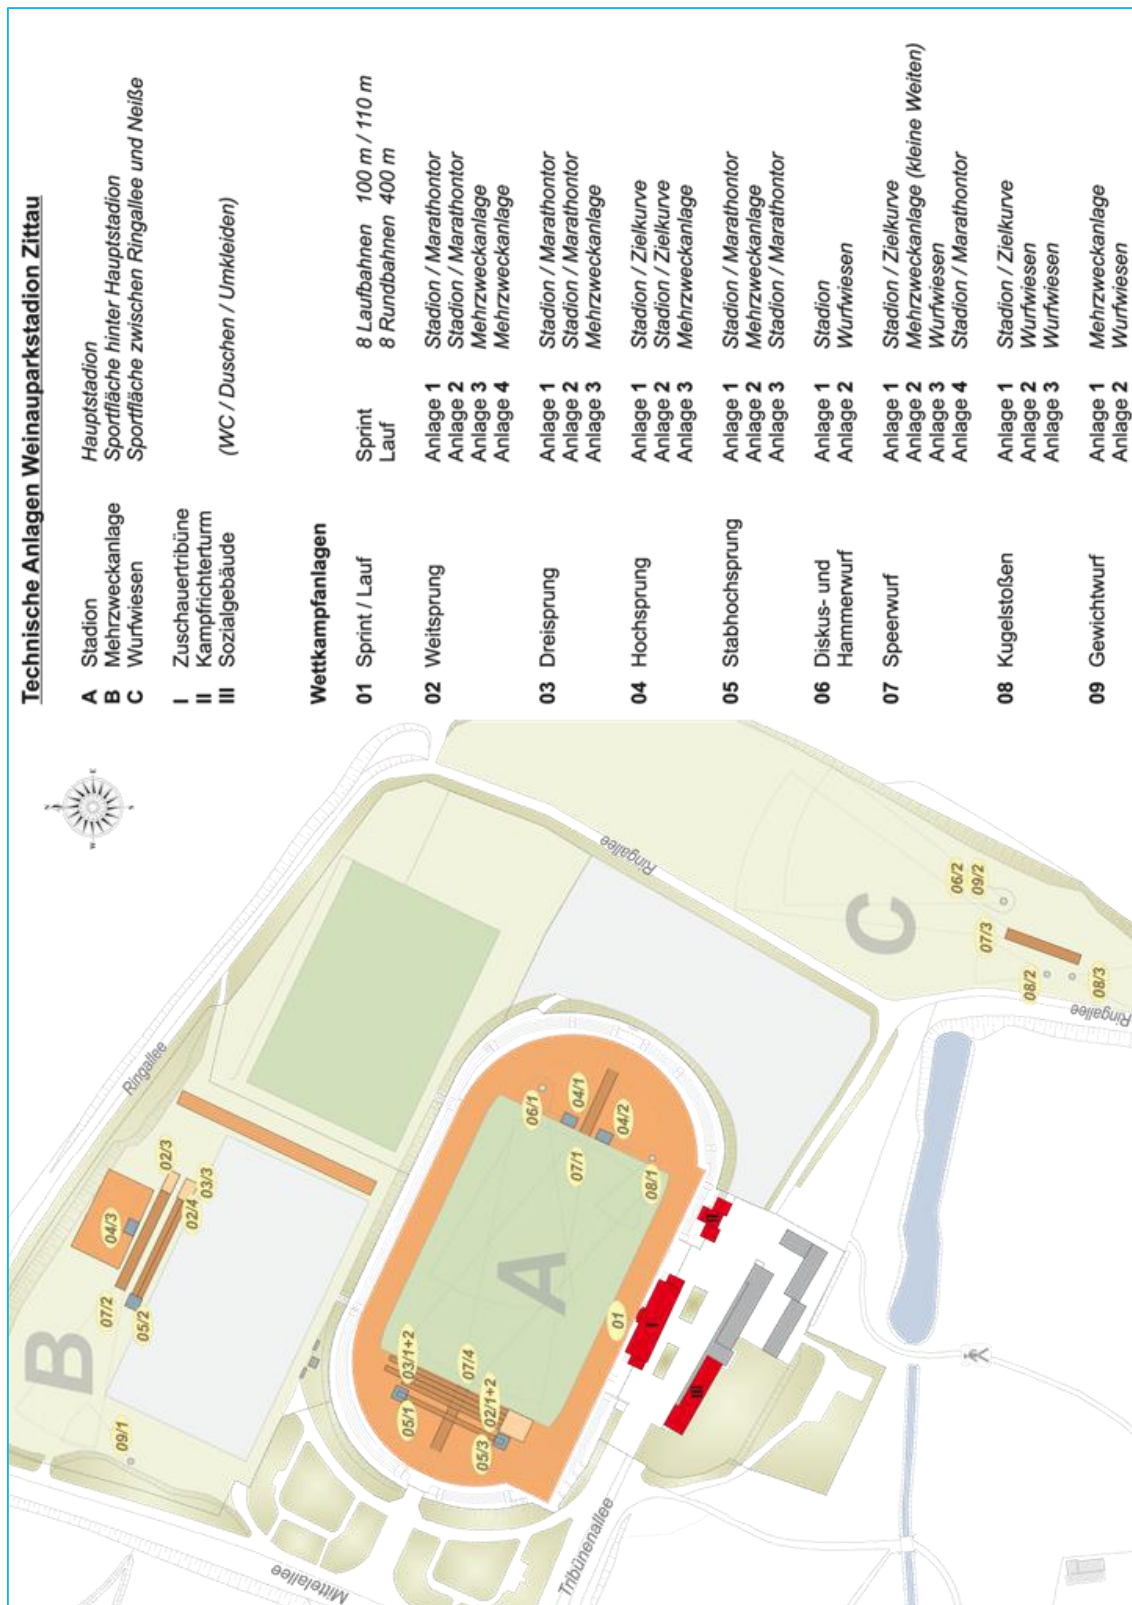 Technische Anlagen Weinauparkstadion Zittau
A Stadion Hauptstadion
B Mehrzweckanlage Sportfläche hinter Hauptstadion
C Wurfwiesen Sportfläche zwischen Ringallee und Neiße
I Zuschauertribüne
II Kampfrichterturm
III Sozialgebäude (WC / Duschen / Umkleiden)
Wettkampfanlagen
01 Sprint / Lauf Sprint 8 Laufbahnen 100 m / 110 m
Lauf 8 Rundbahnen 400 m
02 Weitsprung Anlage 1 Stadion / Marathontor
Anlage 2 Stadion / Marathontor
Anlage 3 Mehrzweckanlage
Anlage 4 Mehrzweckanlage
03 Dreisprung Anlage 1 Stadion / Marathontor
Anlage 2 Stadion / Marathontor
Anlage 3 Mehrzweckanlage
04 Hochsprung Anlage 1 Stadion / Zielkurve
Anlage 2 Stadion / Zielkurve
Anlage 3 Mehrzweckanlage
05 Stabhochsprung Anlage 1 Stadion / Marathontor
Anlage 2 Mehrzweckanlage
Anlage 3 Stadion / Marathontor
06 Diskus- und Anlage 1 Stadion
Hammerwurf Anlage 2 Wurfwiesen
07 Speerwurf Anlage 1 Stadion / Zielkurve
Anlage 2 Mehrzweckanlage (kleine Weiten)
Anlage 3 Wurfwiesen
Anlage 4 Stadion / Marathontor
08 Kugelstoßen Anlage 1 Stadion / Zielkurve
Anlage 2 Wurfwiesen
Anlage 3 Wurfwiesen
09 Gewichtwurf Anlage 1 Mehrzweckanlage
Anlage 2 Wurfwiesen
N
W
E
S
Ringallee
Ringallee
Ringallee
Mittelallee
Tribünenallee
B
09/1
07/2
05/2
04/3
02/3
02/4
03/3
A
05/1
03/1+2
07/4
02/1+2
05/3
01
06/1
04/1
07/1
04/2
08/1
I
II
III
C
06/2
09/2
07/3
08/2
08/3